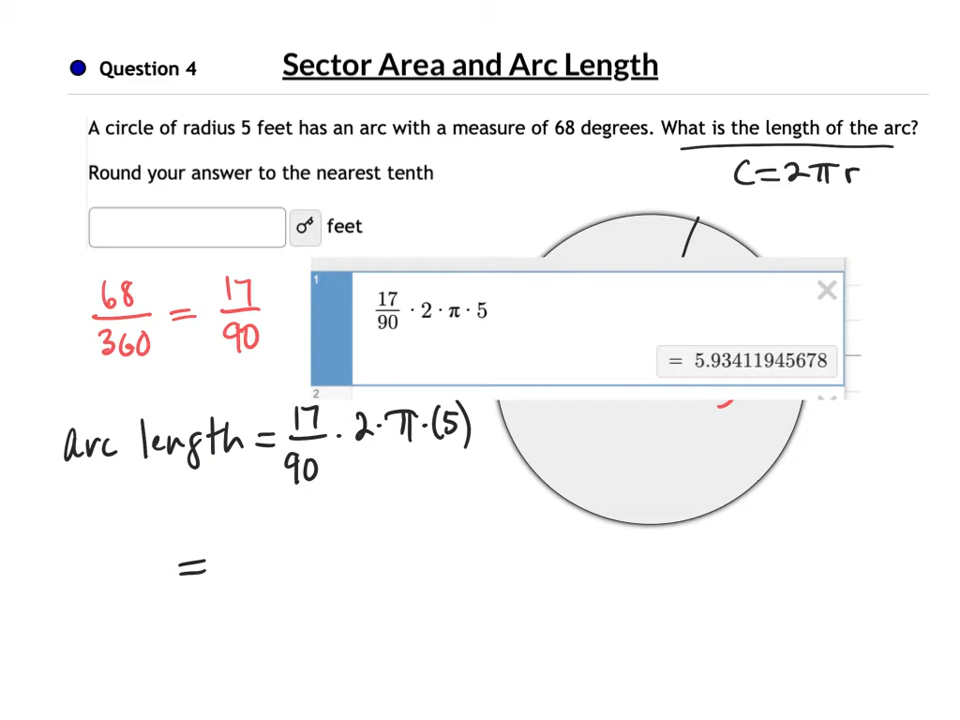 Question 4 Sector Area and Arc Length
A circle of radius 5 feet has an arc with a measure of 68 degrees. What is the length of the arc?
C=2πr
Round your answer to the nearest tenth
feet
68/360 = 17/90
1
17/90 · 2 · π · 5
= 5.93411945678
2
arc length = 17/90 · 2 · π · (5)
=